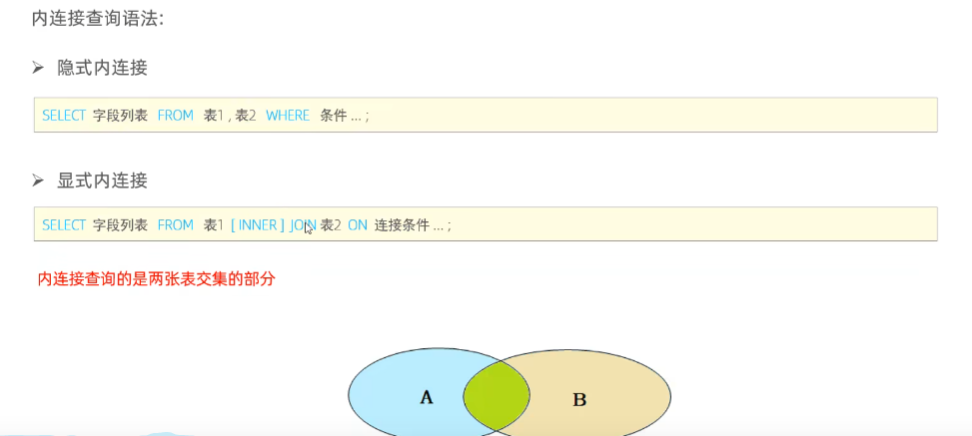 内连接查询语法:
➢ 隐式内连接
SELECT 字段列表 FROM 表1 , 表2 WHERE 条件 ... ;
➢ 显式内连接
SELECT 字段列表 FROM 表1 [ INNER ] JOIN 表2 ON 连接条件 ... ;
内连接查询的是两张表交集的部分
A B